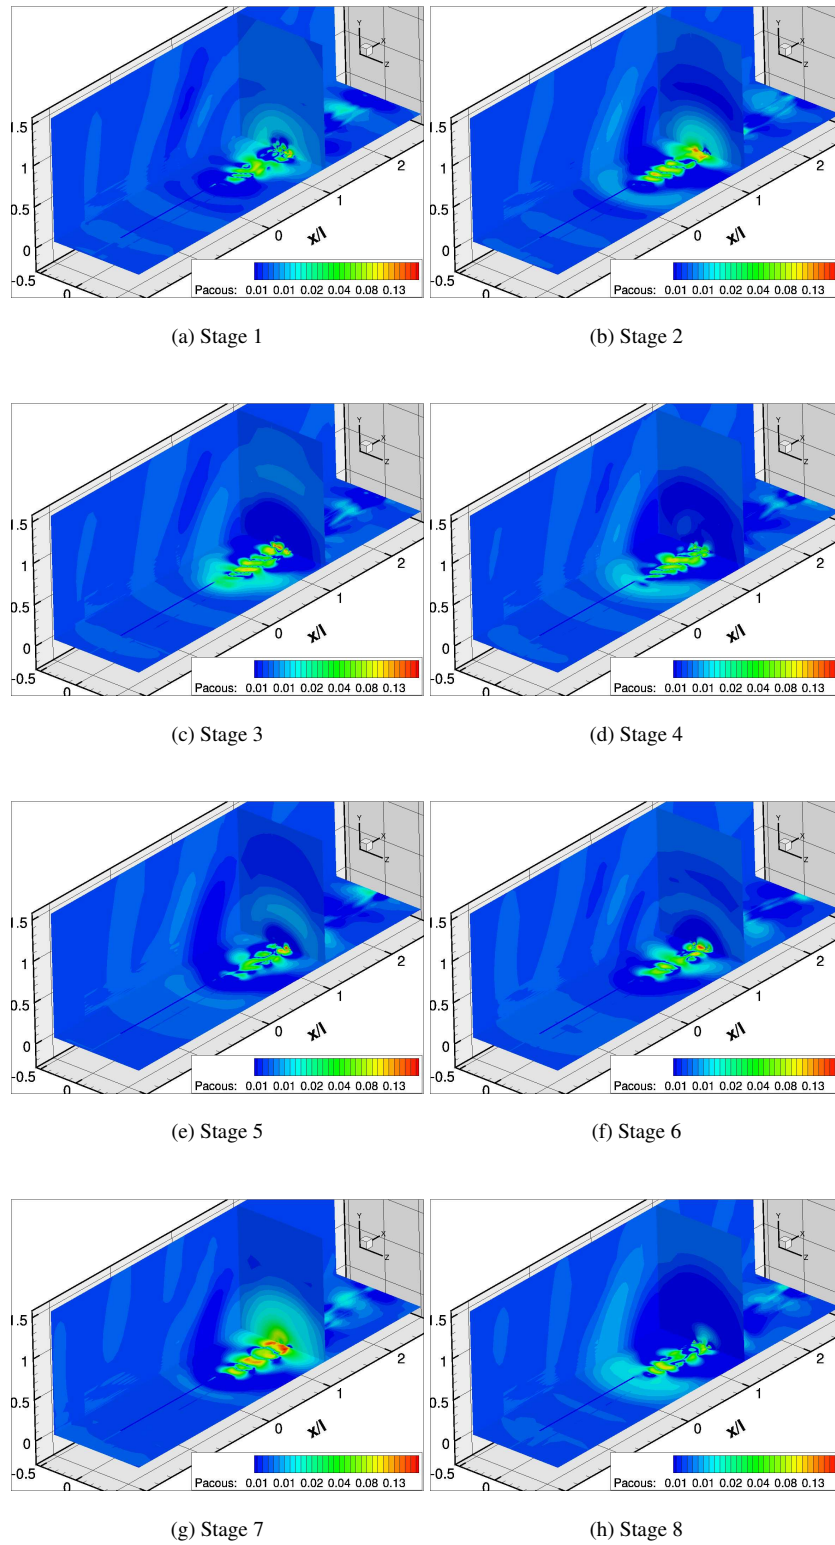 Y
X
Z
1.5
1
0.5
0
-0.5
0
0
1
2
x/l
Pacous: 0.01 0.01 0.02 0.04 0.08 0.13
(a) Stage 1
Y
X
Z
1.5
1
0.5
0
-0.5
0
0
1
2
x/l
Pacous: 0.01 0.01 0.02 0.04 0.08 0.13
(b) Stage 2
Y
X
Z
1.5
1
0.5
0
-0.5
0
0
1
2
x/l
Pacous: 0.01 0.01 0.02 0.04 0.08 0.13
(c) Stage 3
Y
X
Z
1.5
1
0.5
0
-0.5
0
0
1
2
x/l
Pacous: 0.01 0.01 0.02 0.04 0.08 0.13
(d) Stage 4
Y
X
Z
1.5
1
0.5
0
-0.5
0
0
1
2
x/l
Pacous: 0.01 0.01 0.02 0.04 0.08 0.13
(e) Stage 5
Y
X
Z
1.5
1
0.5
0
-0.5
0
0
1
2
x/l
Pacous: 0.01 0.01 0.02 0.04 0.08 0.13
(f) Stage 6
Y
X
Z
1.5
1
0.5
0
-0.5
0
0
1
2
x/l
Pacous: 0.01 0.01 0.02 0.04 0.08 0.13
(g) Stage 7
Y
X
Z
1.5
1
0.5
0
-0.5
0
0
1
2
x/l
Pacous: 0.01 0.01 0.02 0.04 0.08 0.13
(h) Stage 8